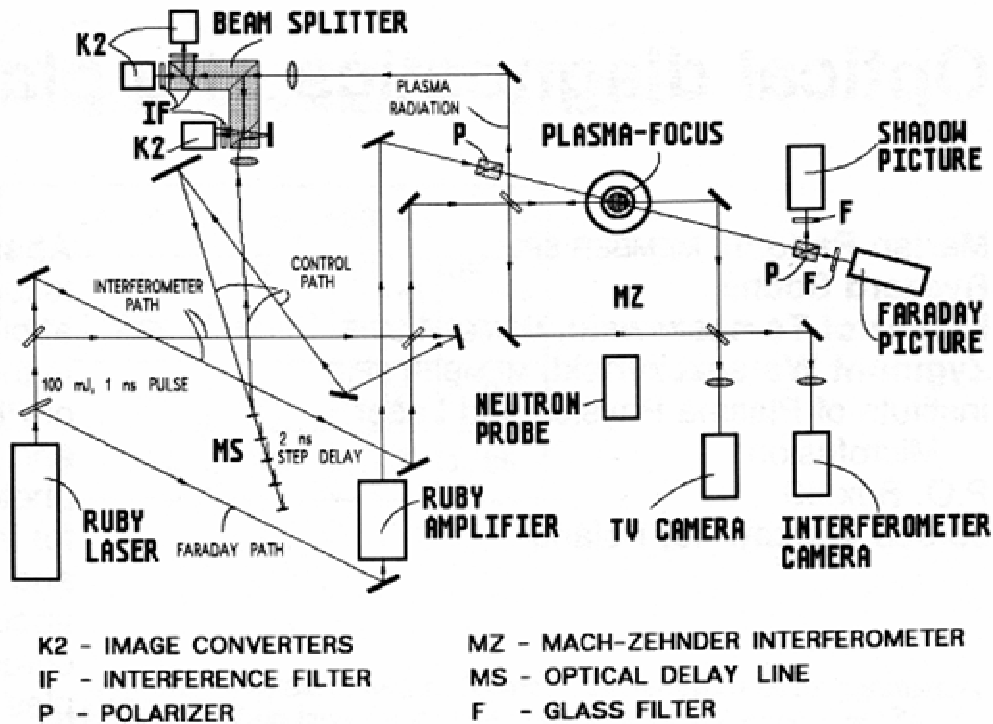 BEAM SPLITTER
K2
IF
K2
PLASMA
RADIATION
P
PLASMA-FOCUS
SHADOW
PICTURE
F
P
F
FARADAY
PICTURE
INTERFEROMETER
PATH
CONTROL
PATH
MZ
100 mJ, 1 ns PULSE
NEUTRON
PROBE
MS
2 ns
STEP DELAY
RUBY
LASER
FARADAY PATH
RUBY
AMPLIFIER
TV CAMERA
INTERFEROMETER
CAMERA
K2 - IMAGE CONVERTERS
IF - INTERFERENCE FILTER
P - POLARIZER
MZ - MACH-ZEHNDER INTERFEROMETER
MS - OPTICAL DELAY LINE
F - GLASS FILTER